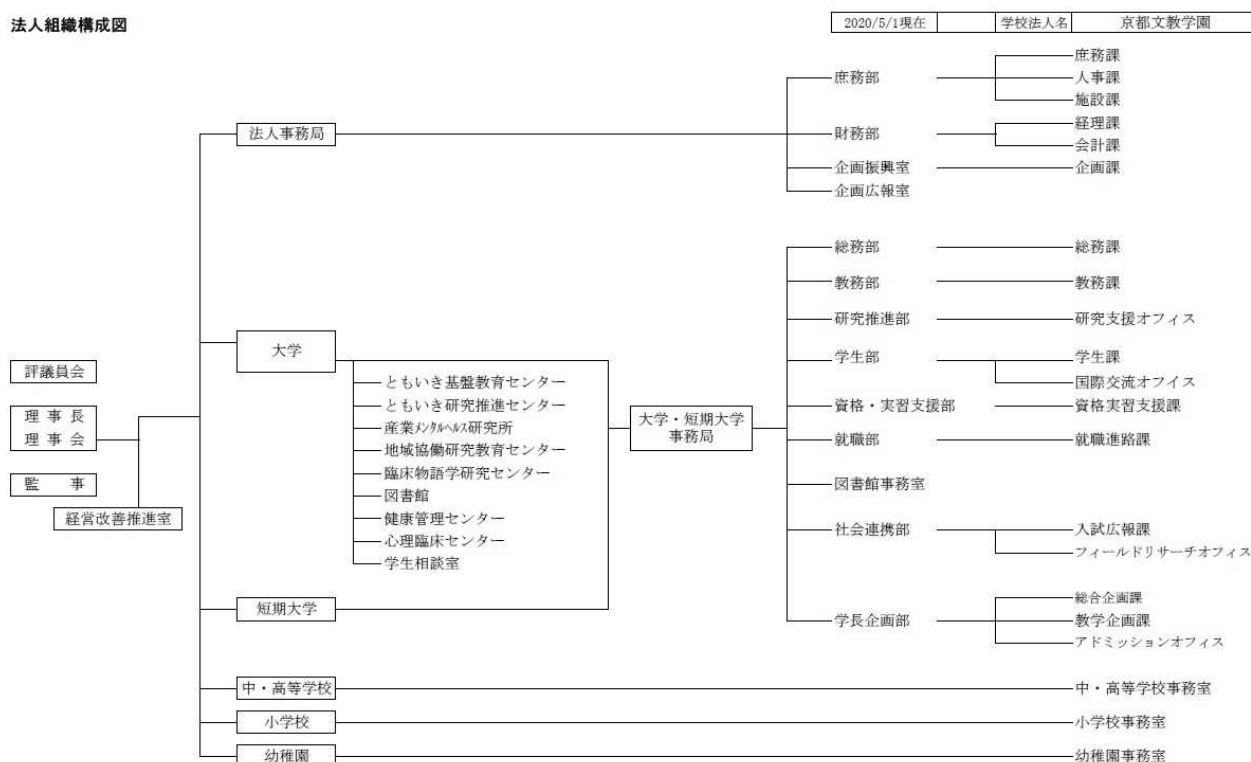 法人組織構成図
2020/5/1現在 学校法人名 京都文教学園
評議員会
理事長
理事会
監事
経営改善推進室
法人事務局
庶務部
庶務課
人事課
施設課
財務部
経理課
会計課
企画振興室
企画課
企画広報室
大学
ともいき基盤教育センター
ともいき研究推進センター
産業メンタルヘルス研究所
地域協働研究教育センター
臨床物語学研究センター
図書館
健康管理センター
心理臨床センター
学生相談室
短期大学
大学・短期大学
事務局
総務部
総務課
教務部
教務課
研究推進部
研究支援オフィス
学生部
学生課
国際交流オフイス
資格・実習支援部
資格実習支援課
就職部
就職進路課
図書館事務室
社会連携部
入試広報課
フィールドリサーチオフィス
学長企画部
総合企画課
教学企画課
アドミッションオフィス
中・高等学校
中・高等学校事務室
小学校
小学校事務室
幼稚園
幼稚園事務室